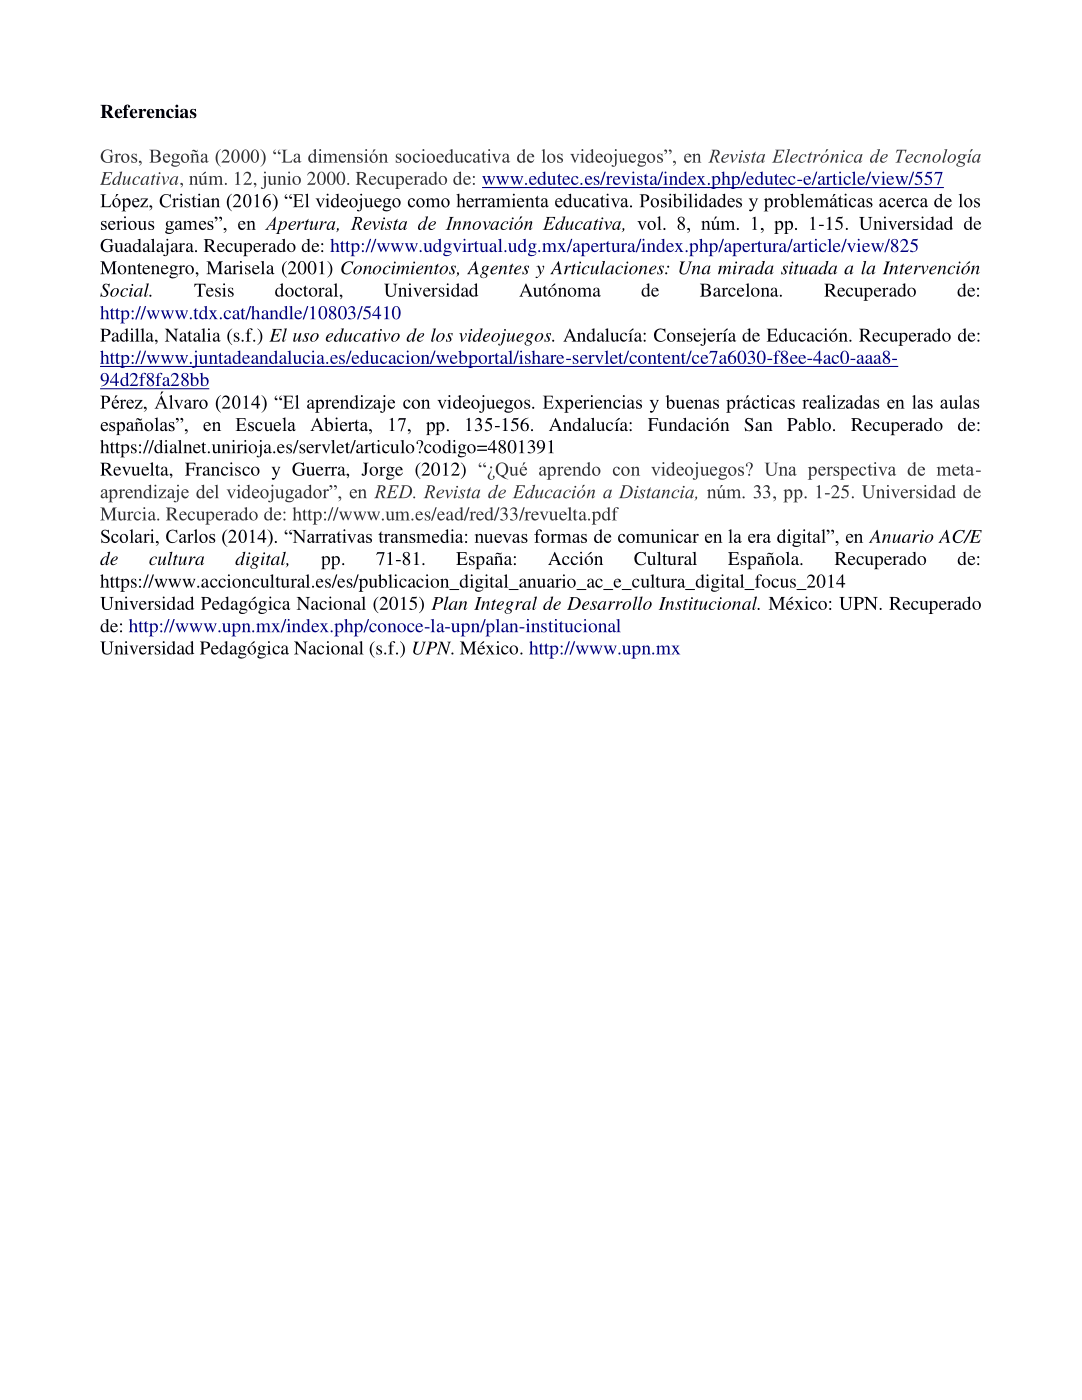 Referencias
Gros, Begoña (2000) “La dimensión socioeducativa de los videojuegos”, en Revista Electrónica de Tecnología
Educativa, núm. 12, junio 2000. Recuperado de: www.edutec.es/revista/index.php/edutec-e/article/view/557
López, Cristian (2016) “El videojuego como herramienta educativa. Posibilidades y problemáticas acerca de los
serious games”, en Apertura, Revista de Innovación Educativa, vol. 8, núm. 1, pp. 1-15. Universidad de
Guadalajara. Recuperado de: http://www.udgvirtual.udg.mx/apertura/index.php/apertura/article/view/825
Montenegro, Marisela (2001) Conocimientos, Agentes y Articulaciones: Una mirada situada a la Intervención
Social. Tesis doctoral, Universidad Autónoma de Barcelona. Recuperado de:
http://www.tdx.cat/handle/10803/5410
Padilla, Natalia (s.f.) El uso educativo de los videojuegos. Andalucía: Consejería de Educación. Recuperado de:
http://www.juntadeandalucia.es/educacion/webportal/ishare-servlet/content/ce7a6030-f8ee-4ac0-aaa8-
94d2f8fa28bb
Pérez, Álvaro (2014) “El aprendizaje con videojuegos. Experiencias y buenas prácticas realizadas en las aulas
españolas”, en Escuela Abierta, 17, pp. 135-156. Andalucía: Fundación San Pablo. Recuperado de:
https://dialnet.unirioja.es/servlet/articulo?codigo=4801391
Revuelta, Francisco y Guerra, Jorge (2012) “¿Qué aprendo con videojuegos? Una perspectiva de meta-
aprendizaje del videojugador”, en RED. Revista de Educación a Distancia, núm. 33, pp. 1-25. Universidad de
Murcia. Recuperado de: http://www.um.es/ead/red/33/revuelta.pdf
Scolari, Carlos (2014). “Narrativas transmedia: nuevas formas de comunicar en la era digital”, en Anuario AC/E
de cultura digital, pp. 71-81. España: Acción Cultural Española. Recuperado de:
https://www.accioncultural.es/es/publicacion_digital_anuario_ac_e_cultura_digital_focus_2014
Universidad Pedagógica Nacional (2015) Plan Integral de Desarrollo Institucional. México: UPN. Recuperado
de: http://www.upn.mx/index.php/conoce-la-upn/plan-institucional
Universidad Pedagógica Nacional (s.f.) UPN. México. http://www.upn.mx